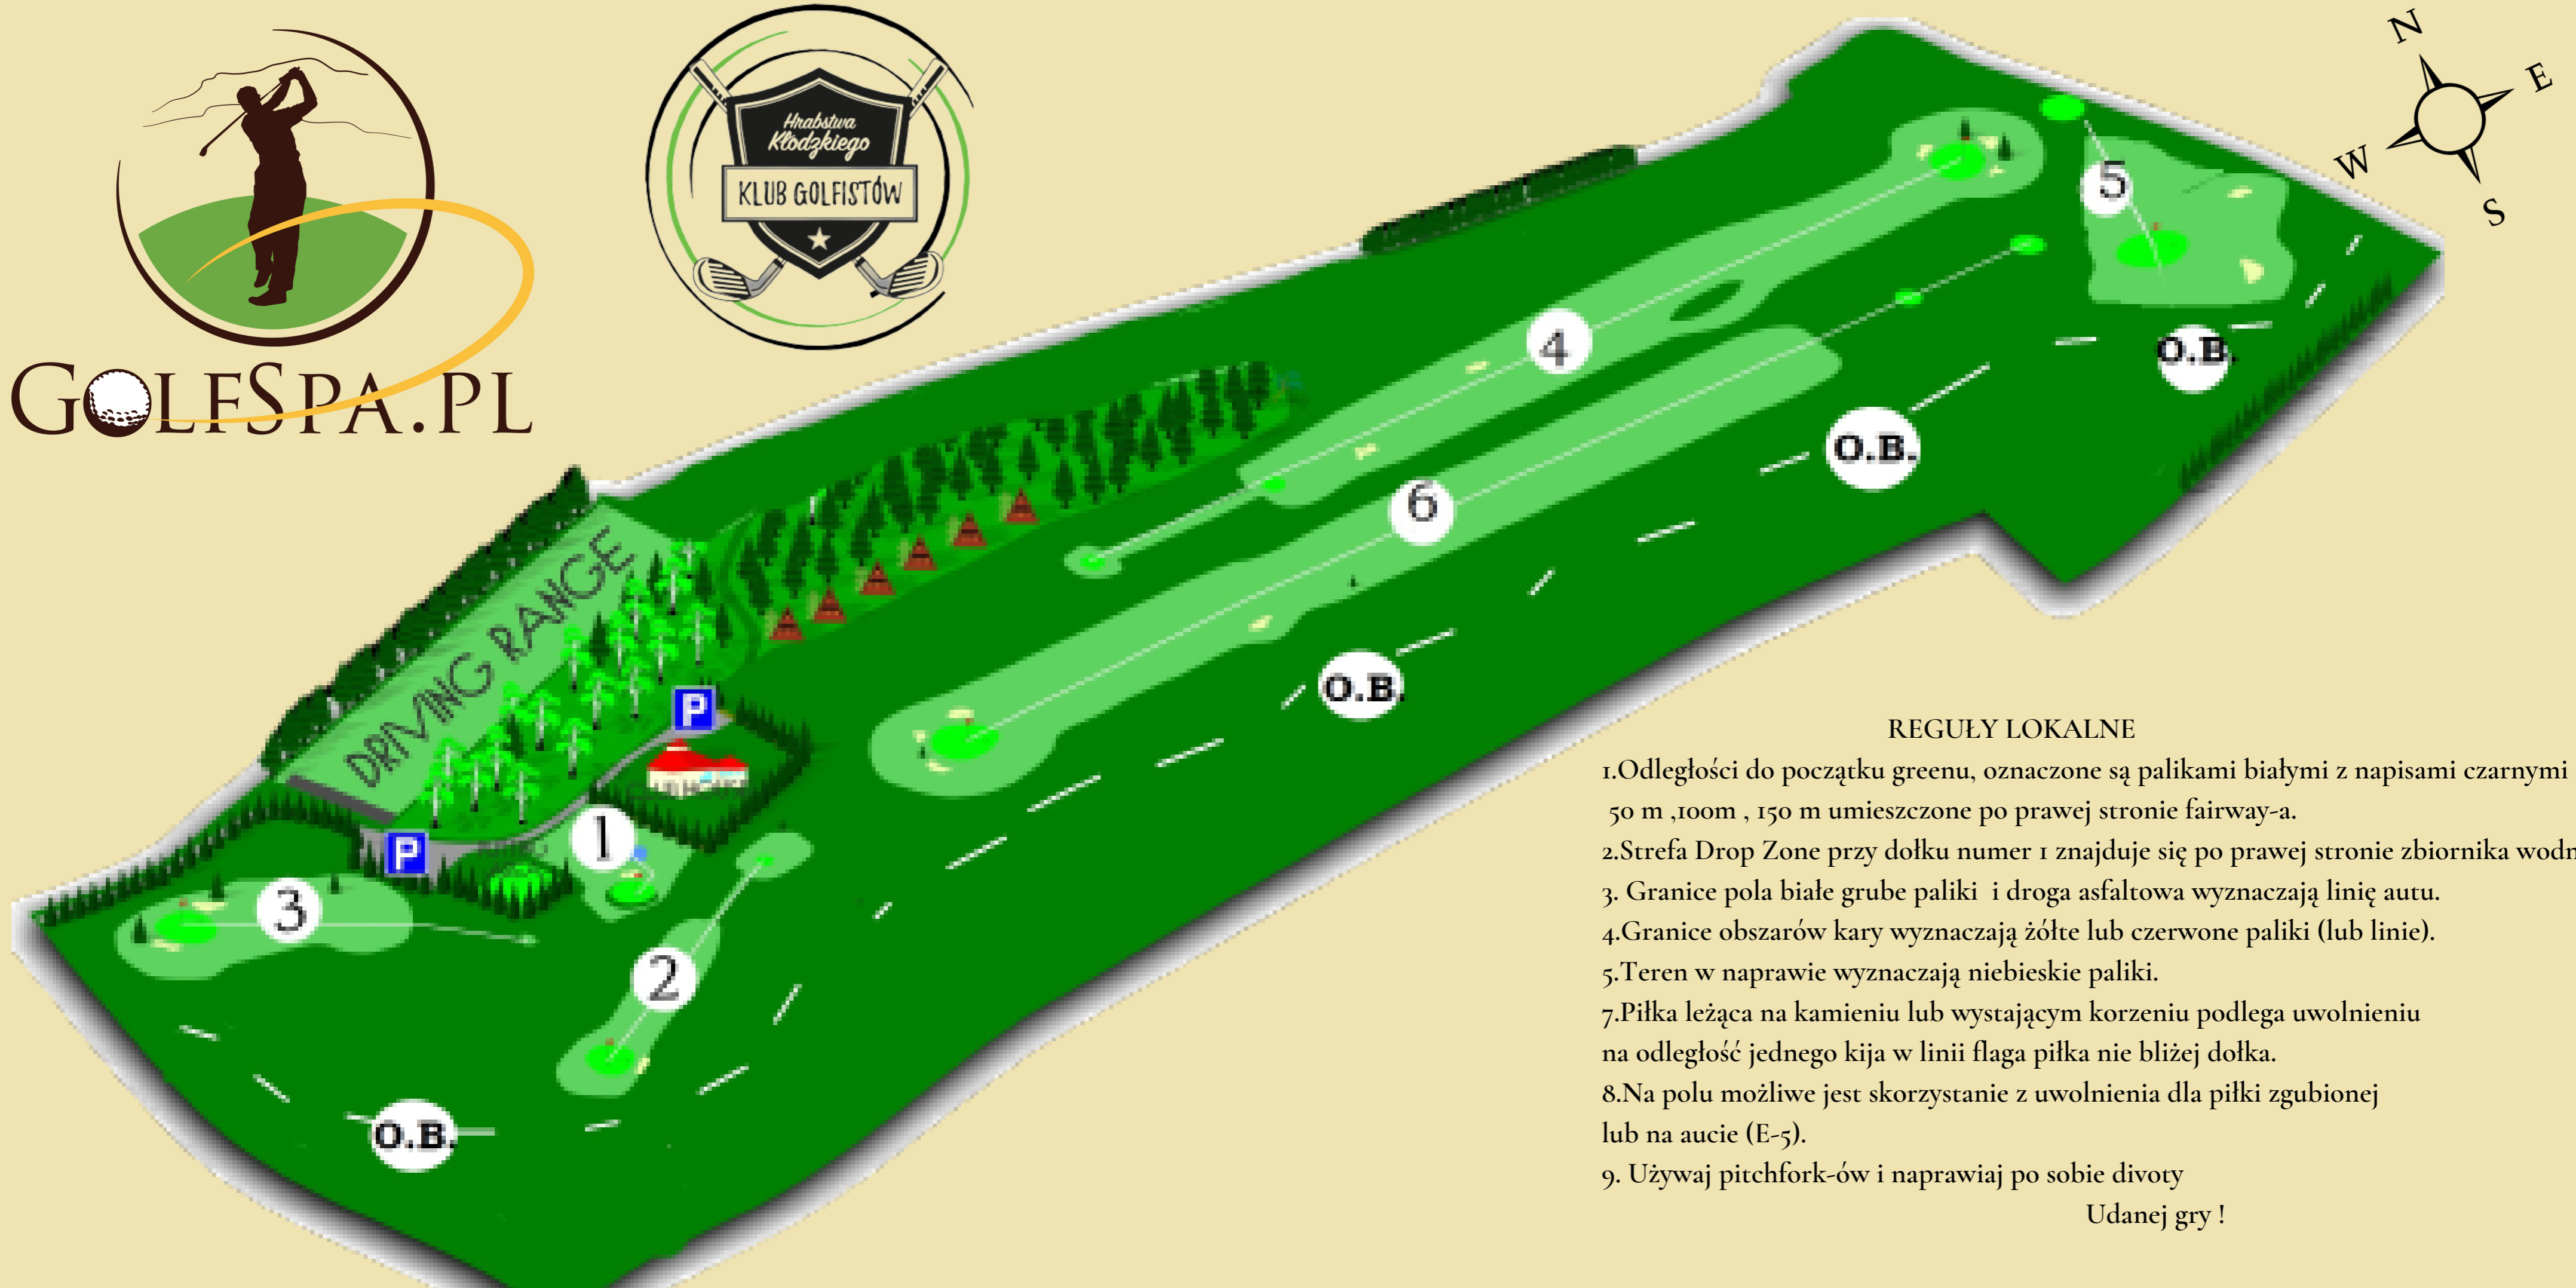 GOLFSPA.PL
Hrabstwa
Kłodzkiego
KLUB GOLFISTÓW
N
E
W
S
5
O.B.
4
O.B.
6
O.B.
DRIVING RANGE
P
1
P
3
2
O.B.
REGUŁY LOKALNE
1.Odległości do początku greenu, oznaczone są palikami białymi z napisami czarnymi
50 m ,100m , 150 m umieszczone po prawej stronie fairway-a.
2.Strefa Drop Zone przy dołku numer 1 znajduje się po prawej stronie zbiornika
3. Granice pola białe grube paliki i droga asfaltowa wyznaczają linię autu.
4.Granice obszarów kary wyznaczają żółte lub czerwone paliki (lub linie).
5.Teren w naprawie wyznaczają niebieskie paliki.
7.Piłka leżąca na kamieniu lub wystającym korzeniu podlega uwolnieniu
na odległość jednego kija w linii flaga piłka nie bliżej dołka.
8.Na polu możliwe jest skorzystanie z uwolnienia dla piłki zgubionej
lub na aucie (E-5).
9. Używaj pitchfork-ów i naprawiaj po sobie divoty
Udanej gry !